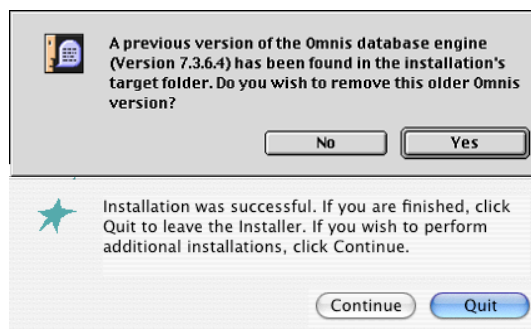 A previous version of the Omnis database engine
(Version 7.3.6.4) has been found in the installation's
target folder. Do you wish to remove this older Omnis
version?
No
Yes
Installation was successful. If you are finished, click
Quit to leave the Installer. If you wish to perform
additional installations, click Continue.
Continue
Quit